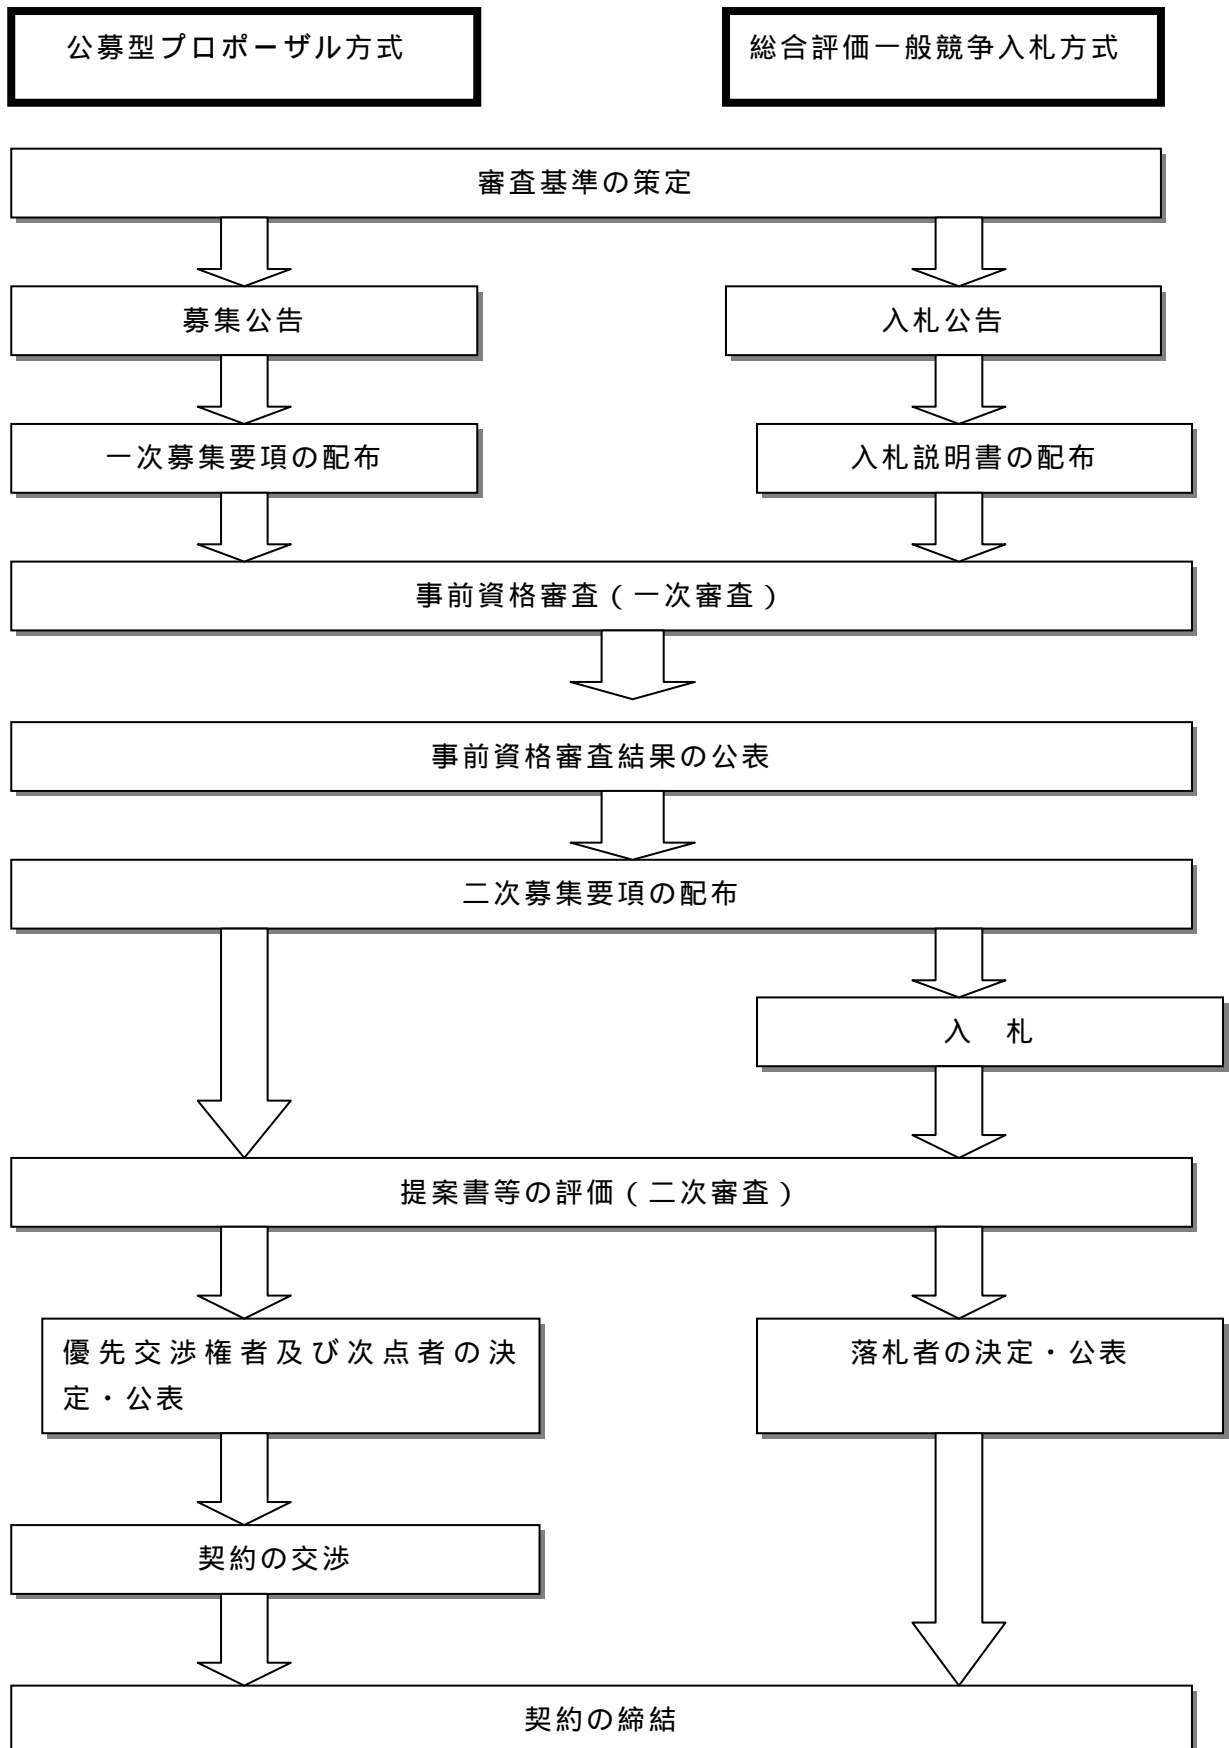 公募型プロポーザル方式
総合評価一般競争入札方式
審査基準の策定
募集公告
入札公告
一次募集要項の配布
入札説明書の配布
事前資格審査(一次審査)
事前資格審査結果の公表
二次募集要項の配布
入　札
提案書等の評価(二次審査)
優先交渉権者及び次点者の決
定・公表
落札者の決定・公表
契約の交渉
契約の締結